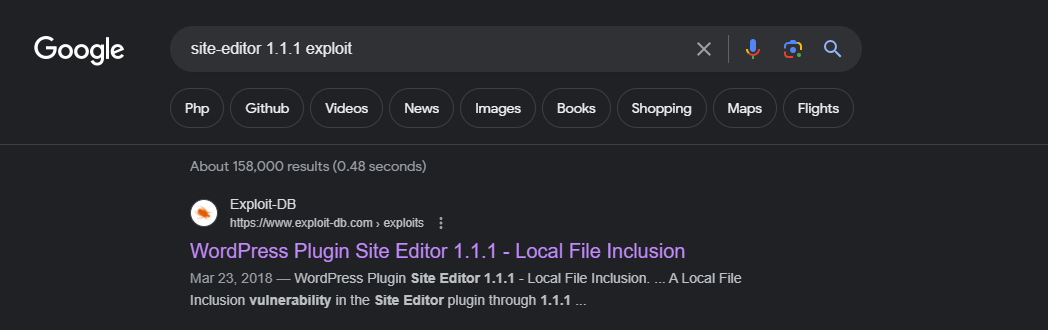 Google
site-editor 1.1.1 exploit
Php Github Videos News Images Books Shopping Maps Flights
About 158,000 results (0.48 seconds)
Exploit-DB
https://www.exploit-db.com › exploits
WordPress Plugin Site Editor 1.1.1 - Local File Inclusion
Mar 23, 2018 — WordPress Plugin Site Editor 1.1.1 - Local File Inclusion. ... A Local File
Inclusion vulnerability in the Site Editor plugin through 1.1.1 ...